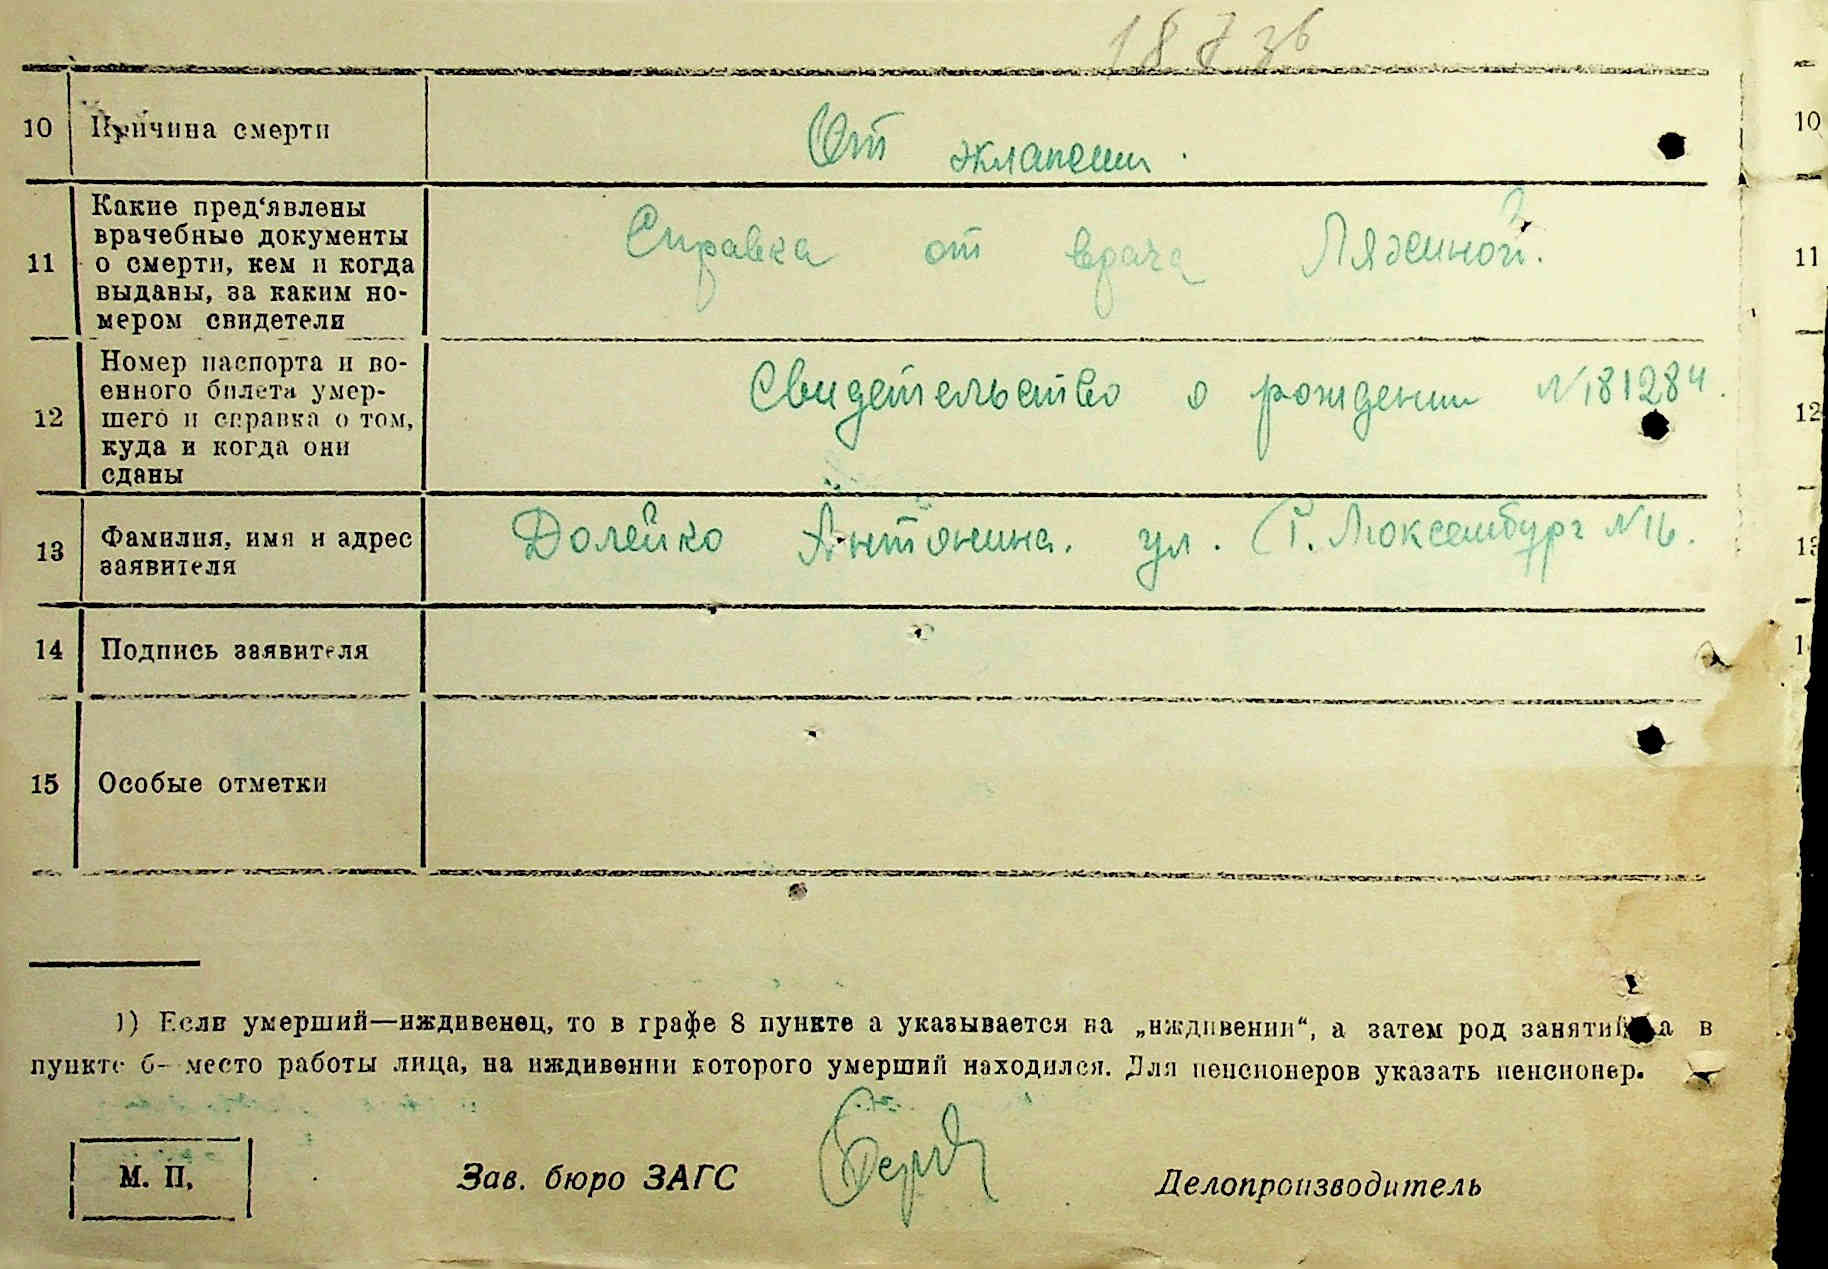 10 Причина смерти От эклапсии.
11 Какие пред‘явлены
врачебные документы
о смерти, кем и когда
выданы, за каким но-
мером свидетели
Справка от врача
12 Номер паспорта и во-
енного билета умер-
шего и справка о том,
куда и когда они
сданы
Свидетельство о рождении №181284.
13 Фамилия, имя и адрес
заявителя
Долейко Антонина. ул. Г. Люксембург №16.
14 Подпись заявителя
15 Особые отметки
10
11
12
1) Если умерший—иждивенец, то в графе 8 пункте а указывается на „иждивении“, а затем род занятий, а в
пункте б- место работы лица, на иждивении которого умерший находился. Для пенсионеров указать пенсионер.
М. П.
Зав. бюро ЗАГС
Делопроизводитель